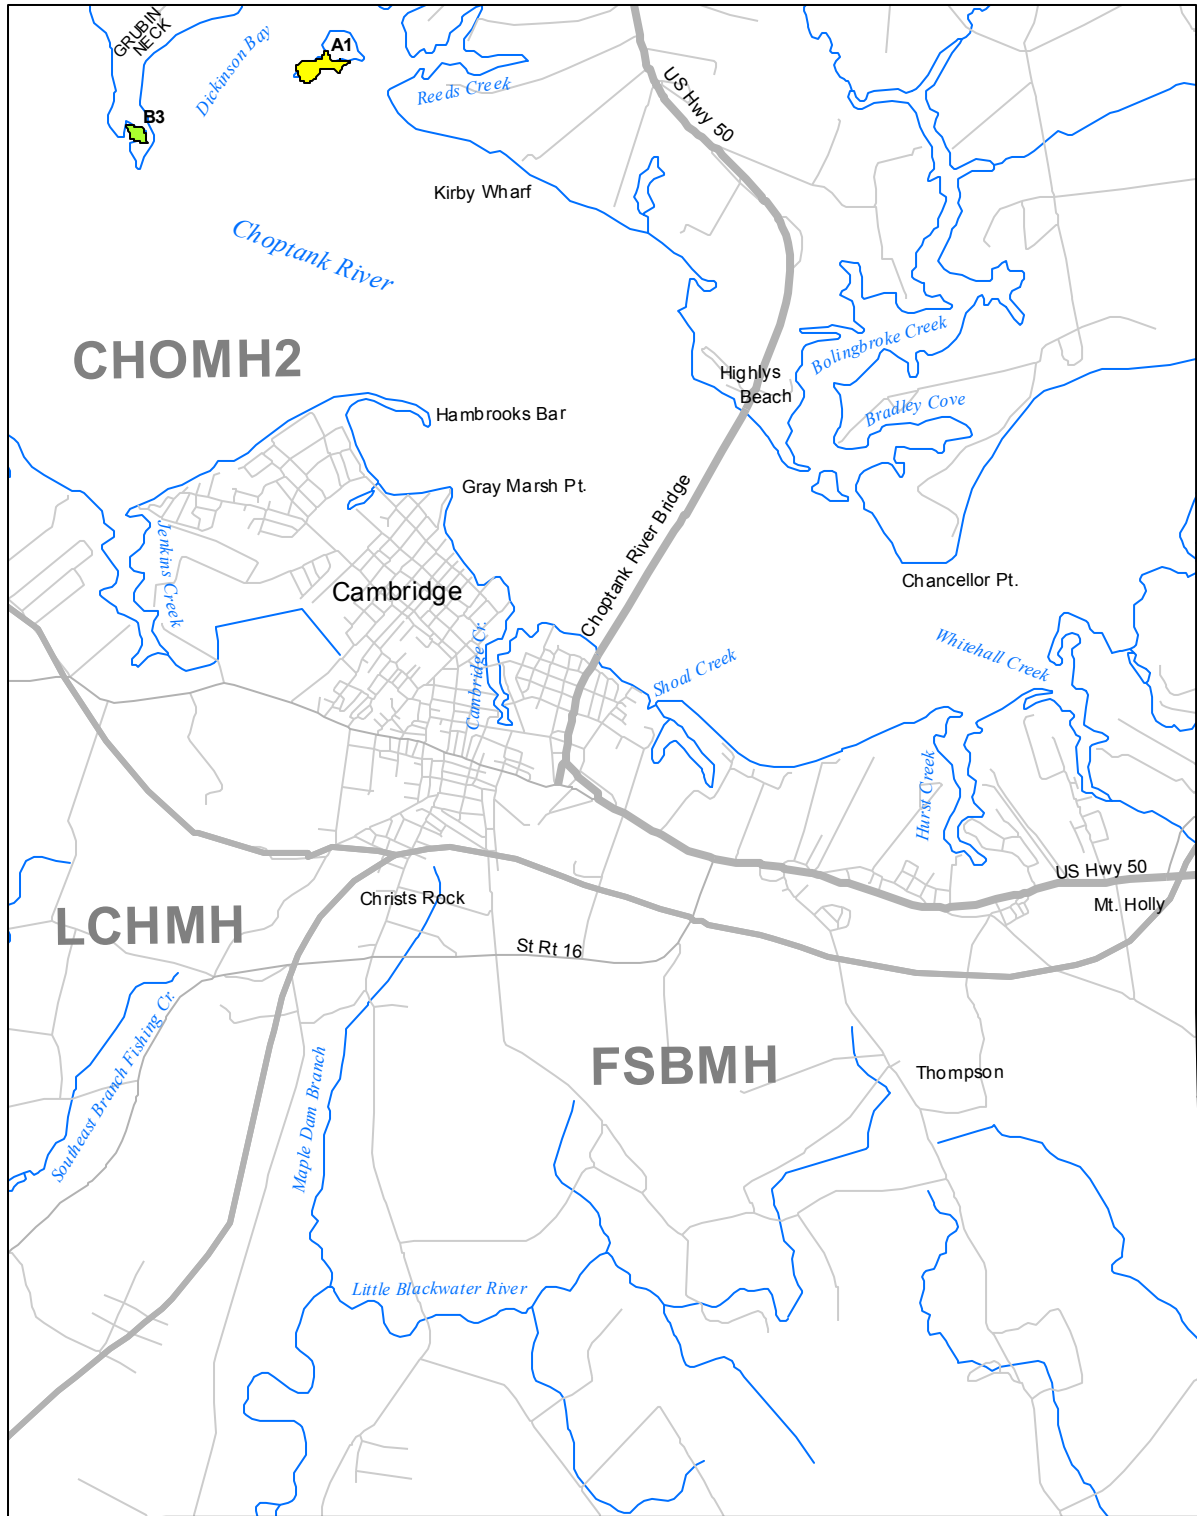 GRUBIN
NECK
Dickinson Bay
A1
B3
Reeds Creek
US Hwy 50
Kirby Wharf
Choptank River
CHOMH2
Bolingbroke Creek
Highlys
Beach
Bradley Cove
Hambrooks Bar
Gray Marsh Pt.
Choptank River Bridge
Jenkins Creek
Cambridge
Chancellor Pt.
Cambridge Cr.
Shoal Creek
Whitehall Creek
Hurst Creek
US Hwy 50
Mt. Holly
Christs Rock
LCHMH
St Rt 16
Southeast Branch Fishing Cr.
Maple Dam Branch
FSBMH
Thompson
Little Blackwater River